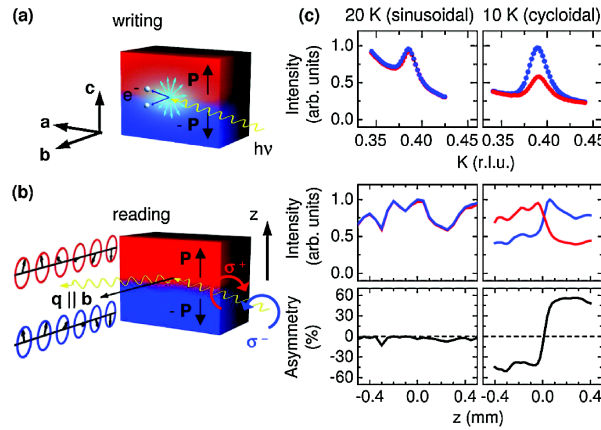 (a)
writing
c
a
b
e-
P
- P
hν
(b)
reading
z
P
σ+
q || b
- P
σ-
(c)
20 K (sinusoidal) 10 K (cycloidal)
Intensity
(arb. units)
1.0
0.5
0.0
0.35 0.40 0.45 0.35 0.40 0.45
K (r.l.u.)
Intensity
(arb. units)
1.0
0.5
0.0
Asymmetry
(%)
60
30
0
-30
-60
-0.4 0.0 0.4 -0.4 0.0 0.4
z (mm)